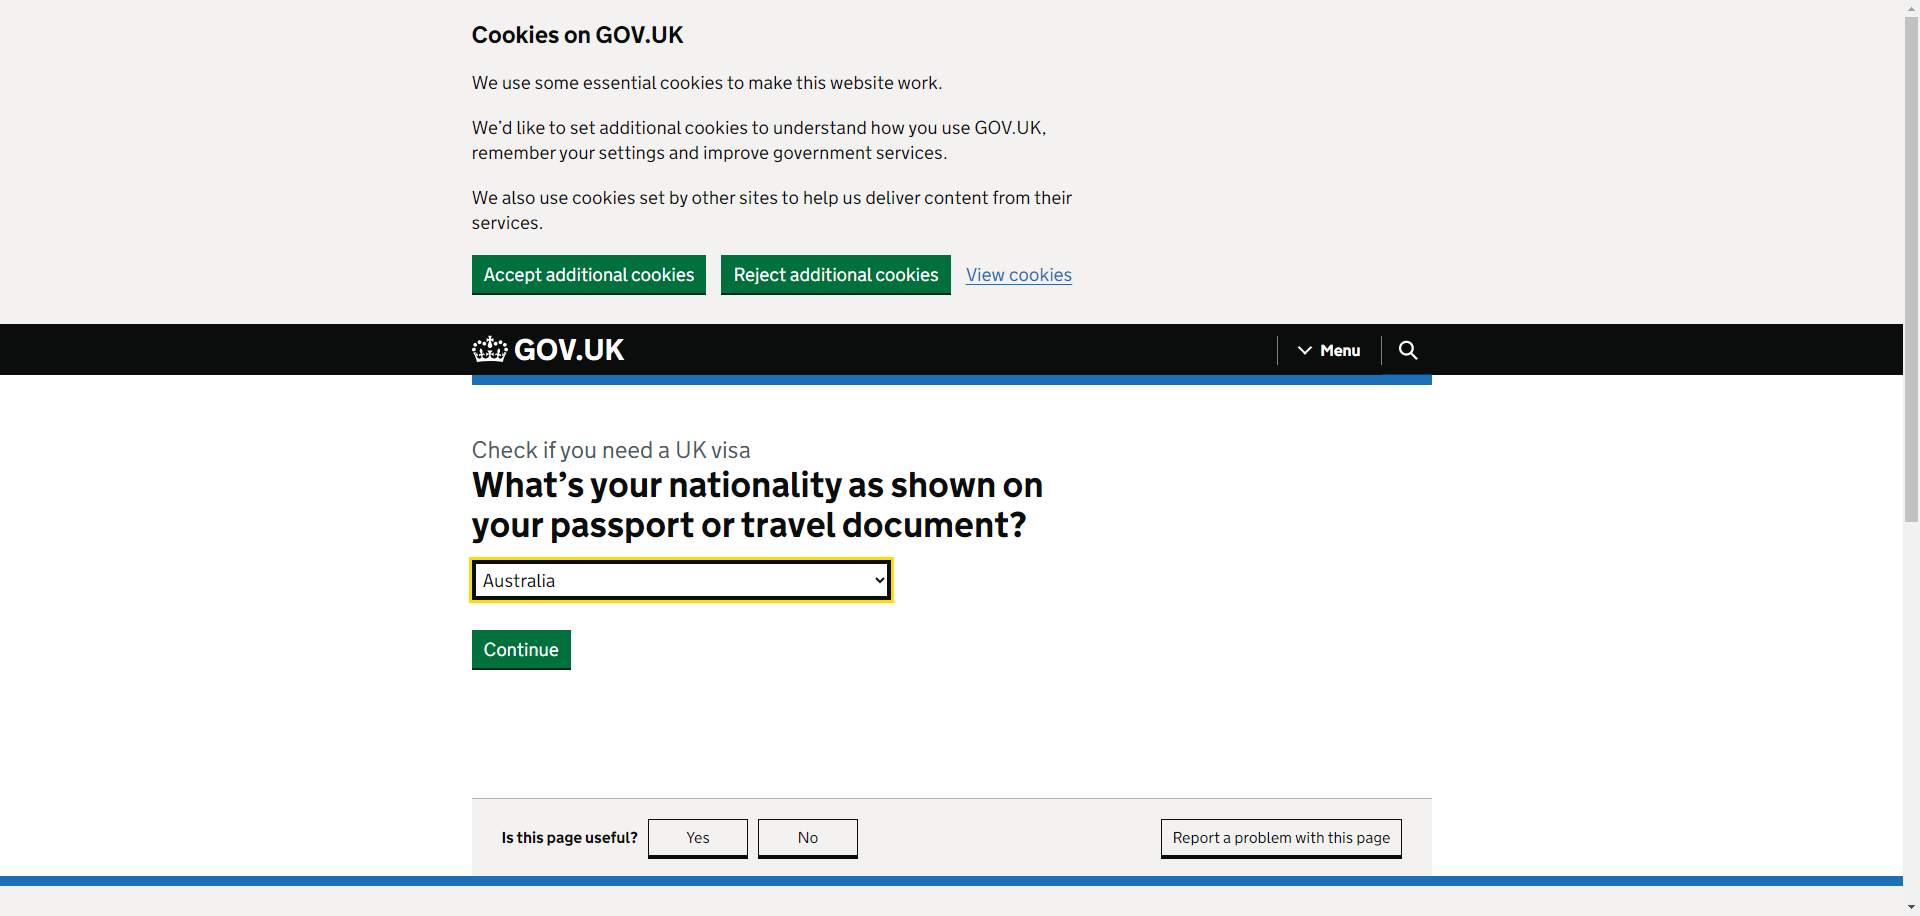 Cookies on GOV.UK
We use some essential cookies to make this website work.
We’d like to set additional cookies to understand how you use GOV.UK,
remember your settings and improve government services.
We also use cookies set by other sites to help us deliver content from their
services.
Accept additional cookies Reject additional cookies View cookies
GOV.UK Menu
Check if you need a UK visa
What’s your nationality as shown on
your passport or travel document?
Australia
Continue
Is this page useful? Yes No Report a problem with this page